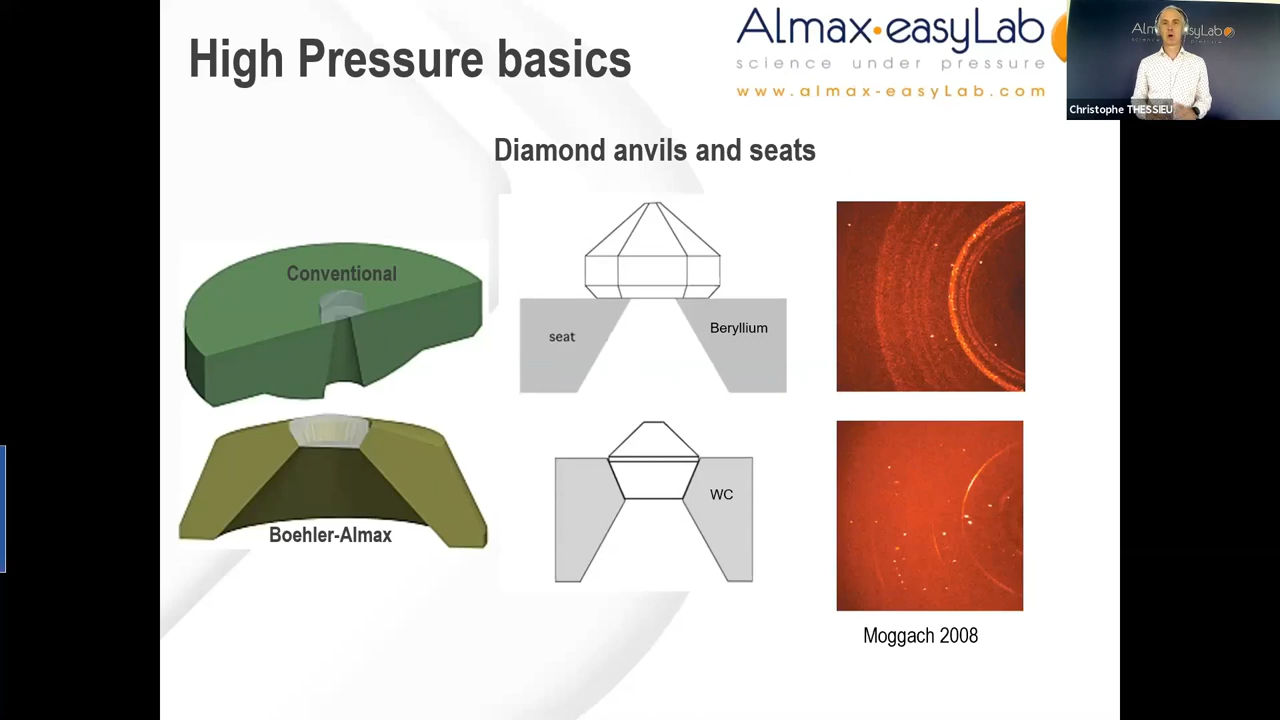 High Pressure basics
Almax·easyLab
science under pressure
www.almax-easyLab.com
Christophe THESSIEU
Diamond anvils and seats
Conventional
seat
Beryllium
Boehler-Almax
WC
Moggach 2008